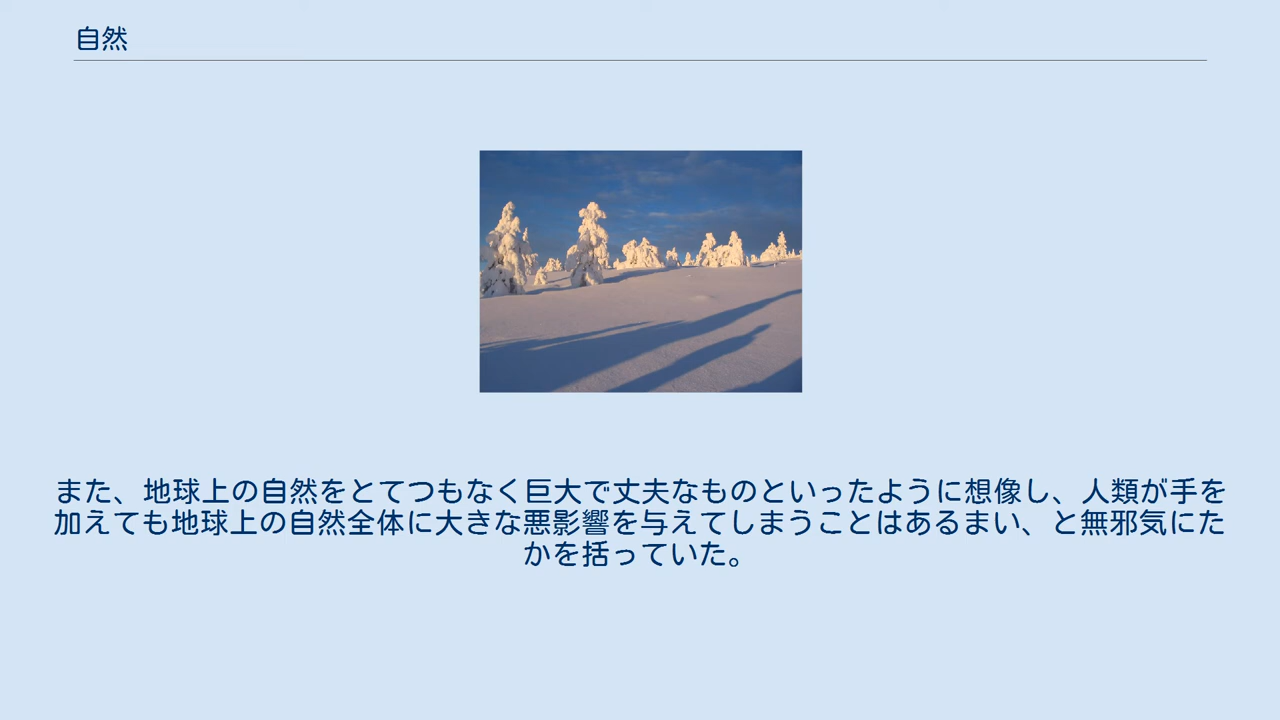 自然
また、地球上の自然をとてつもなく巨大で丈夫なものといったように想像し、人類が手を
加えても地球上の自然全体に大きな悪影響を与えてしまうことはあるまい、と無邪気にた
かを括っていた。